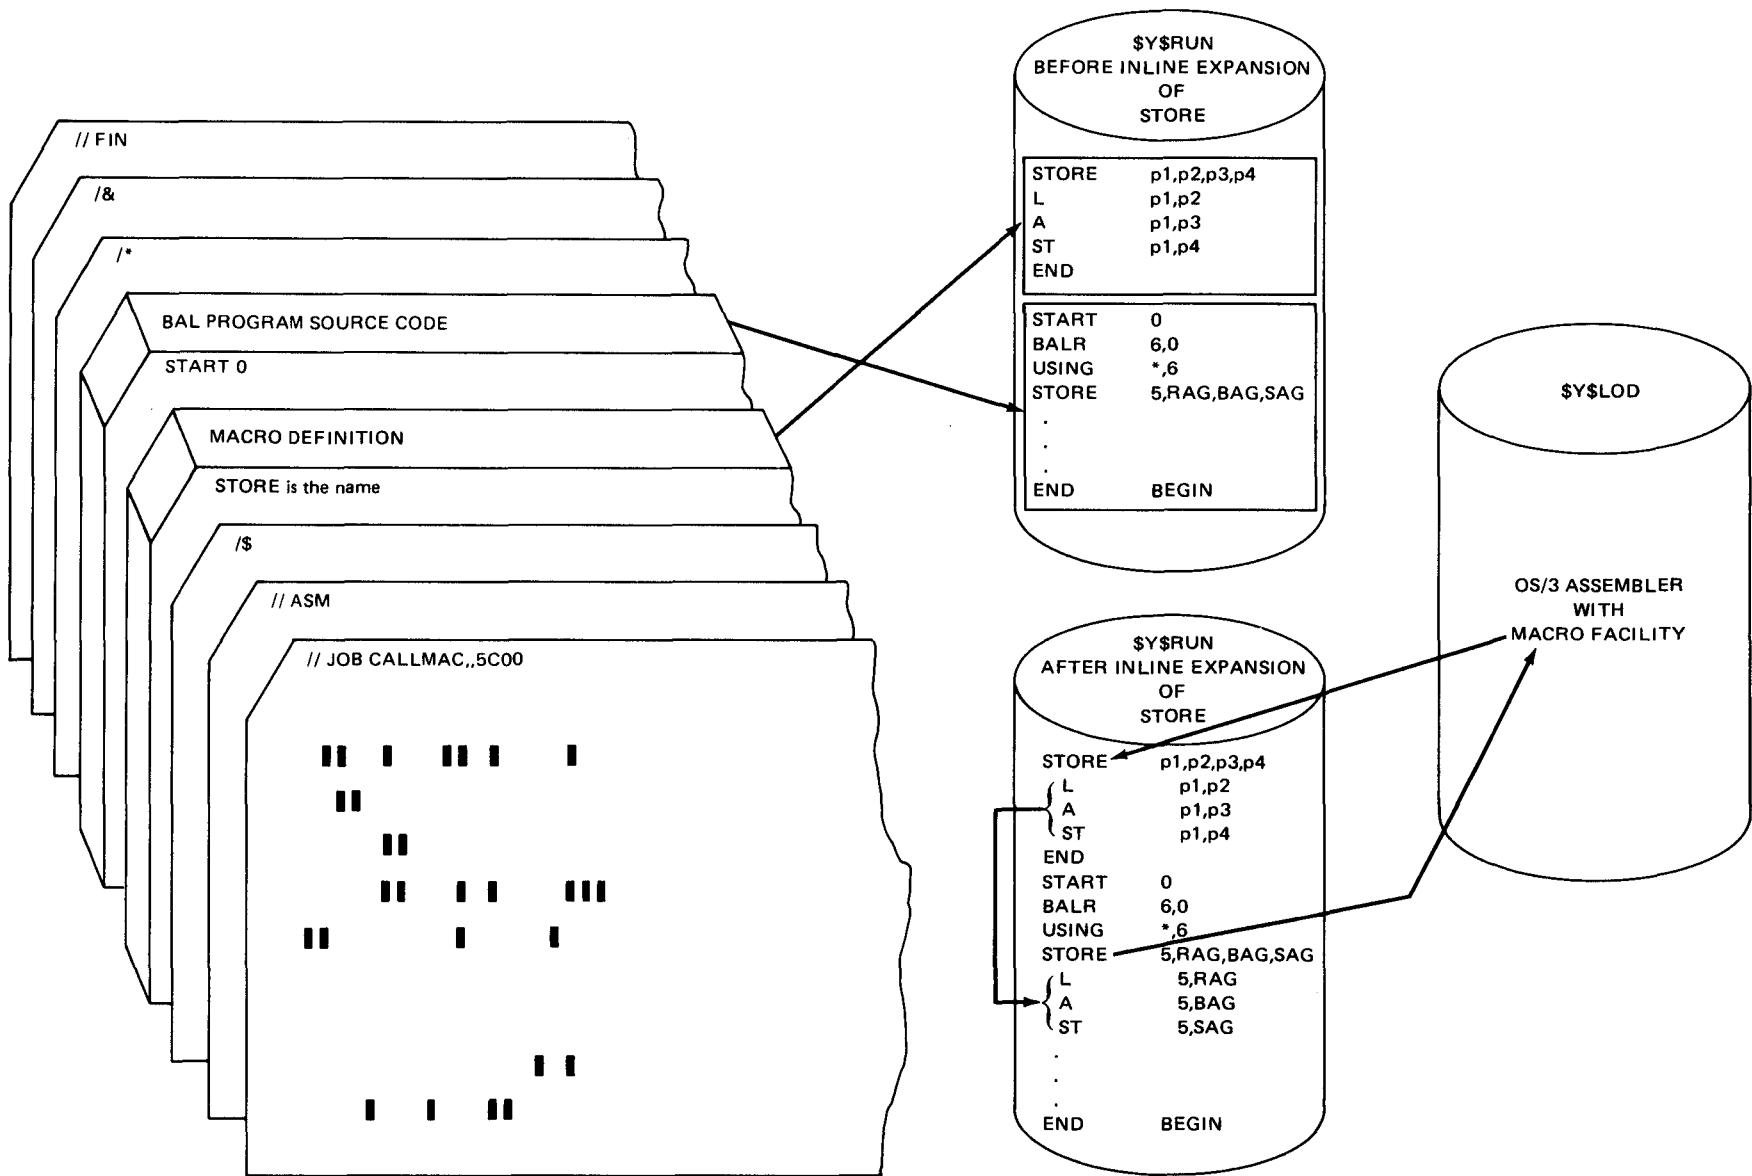 // FIN
/&
/*
BAL PROGRAM SOURCE CODE
START 0
MACRO DEFINITION
STORE is the name
/$
// ASM
// JOB CALLMAC,,5C00
$Y$RUN
BEFORE INLINE EXPANSION
OF
STORE
STORE p1,p2,p3,p4
L p1,p2
A p1,p3
ST p1,p4
END
START 0
BALR 6,0
USING *,6
STORE 5,RAG,BAG,SAG
.
.
.
END BEGIN
$Y$LOD
OS/3 ASSEMBLER
WITH
MACRO FACILITY
$Y$RUN
AFTER INLINE EXPANSION
OF
STORE
STORE p1,p2,p3,p4
L p1,p2
A p1,p3
ST p1,p4
END
START 0
BALR 6,0
USING *,6
STORE 5,RAG,BAG,SAG
L 5,RAG
A 5,BAG
ST 5,SAG
.
.
.
END BEGIN